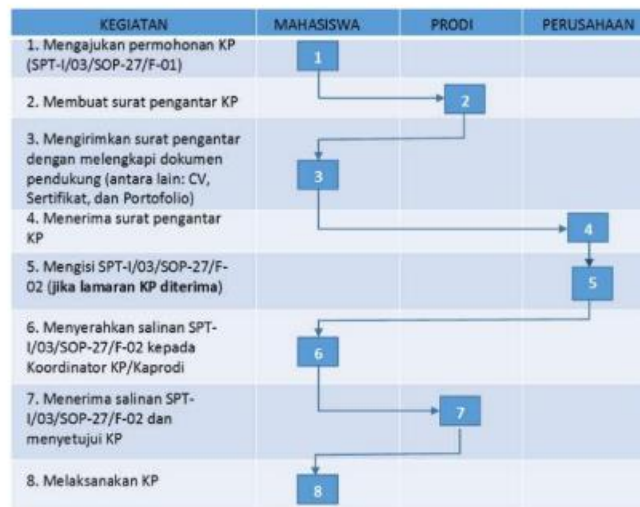 KEGIATAN MAHASISWA PRODI PERUSAHAAN
1. Mengajukan permohonan KP
(SPT-I/03/SOP-27/F-01)
1
2. Membuat surat pengantar KP
2
3. Mengirimkan surat pengantar
dengan melengkapi dokumen
pendukung (antara lain: CV,
Sertifikat, dan Portofolio)
3
4. Menerima surat pengantar
KP
4
5. Mengisi SPT-I/03/SOP-27/F-
02 (jika lamaran KP diterima)
5
6. Menyerahkan salinan SPT-
I/03/SOP-27/F-02 kepada
Koordinator KP/Kaprodi
6
7. Menerima salinan SPT-
I/03/SOP-27/F-02 dan
menyetujui KP
7
8. Melaksanakan KP
8